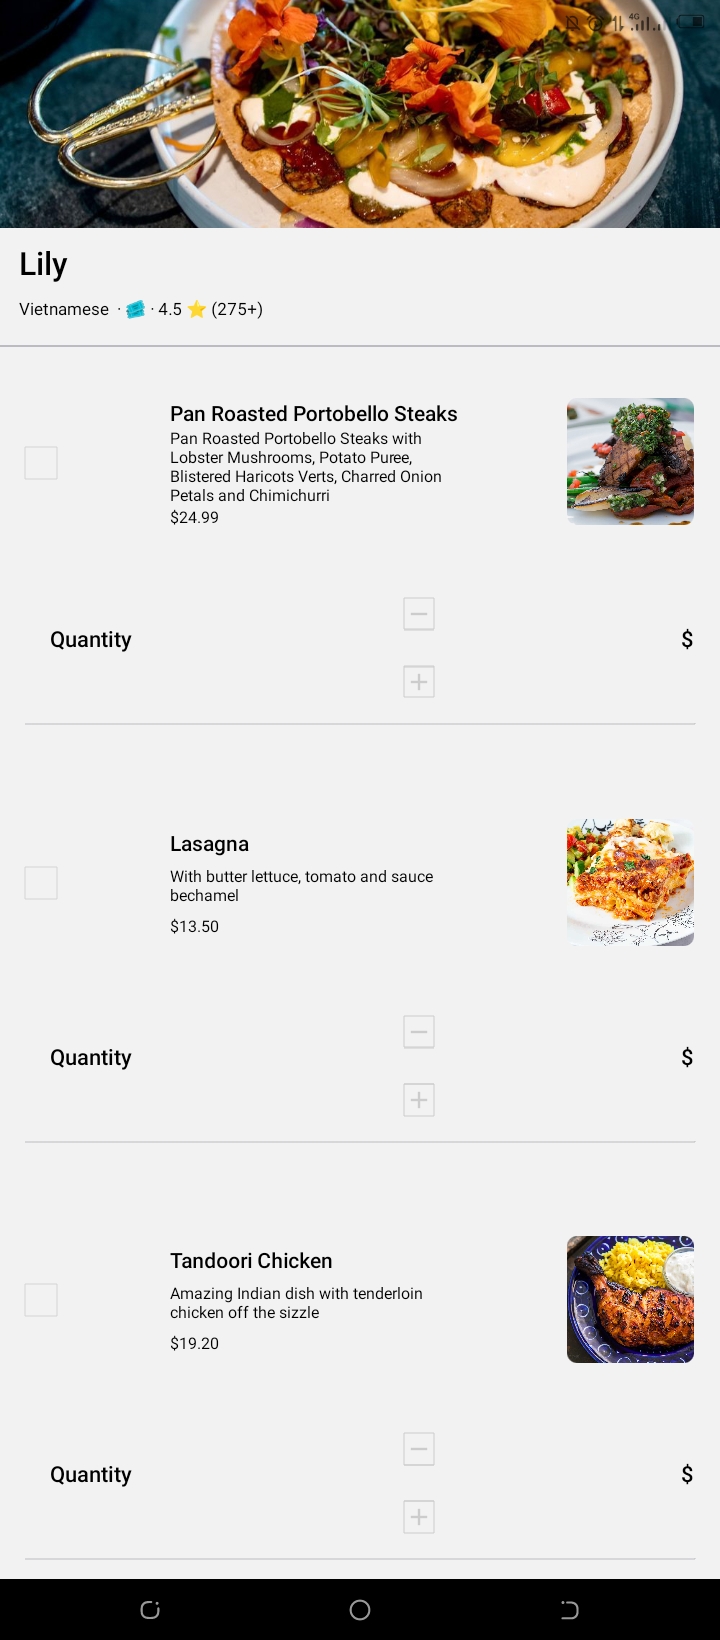 4G
Lily
Vietnamese · 🎫 · 4.5 ⭐ (275+)
Pan Roasted Portobello Steaks
Pan Roasted Portobello Steaks with
Lobster Mushrooms, Potato Puree,
Blistered Haricots Verts, Charred Onion
Petals and Chimichurri
$24.99
Quantity $
Lasagna
With butter lettuce, tomato and sauce
bechamel
$13.50
Quantity $
Tandoori Chicken
Amazing Indian dish with tenderloin
chicken off the sizzle
$19.20
Quantity $